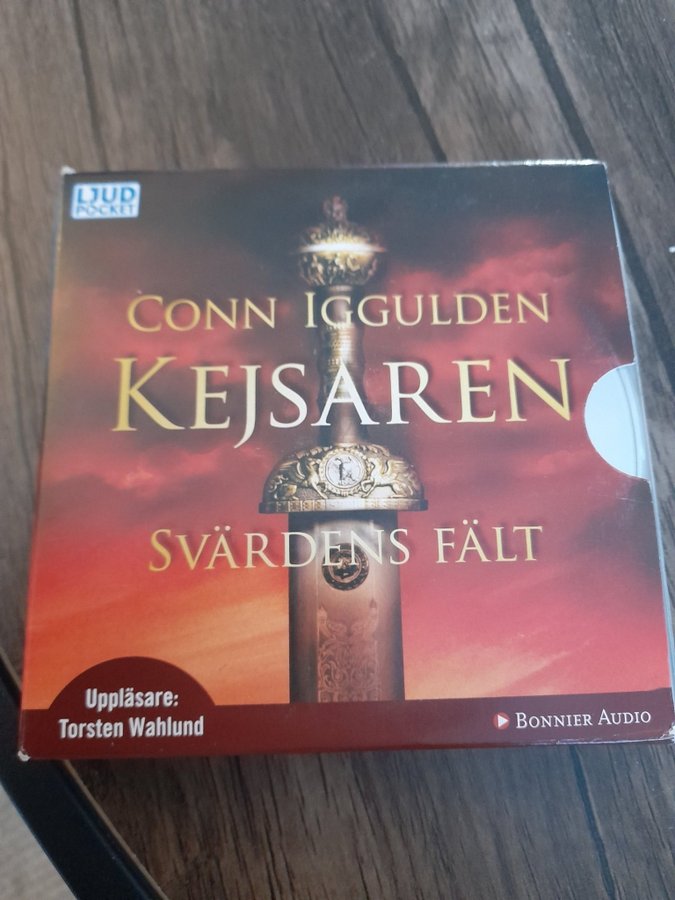 LJUD
POCKET
CONN IGGULDEN
KEJSAREN
SVÄRDENS FÄLT
Uppläsare:
Torsten Wahlund
BONNIER AUDIO